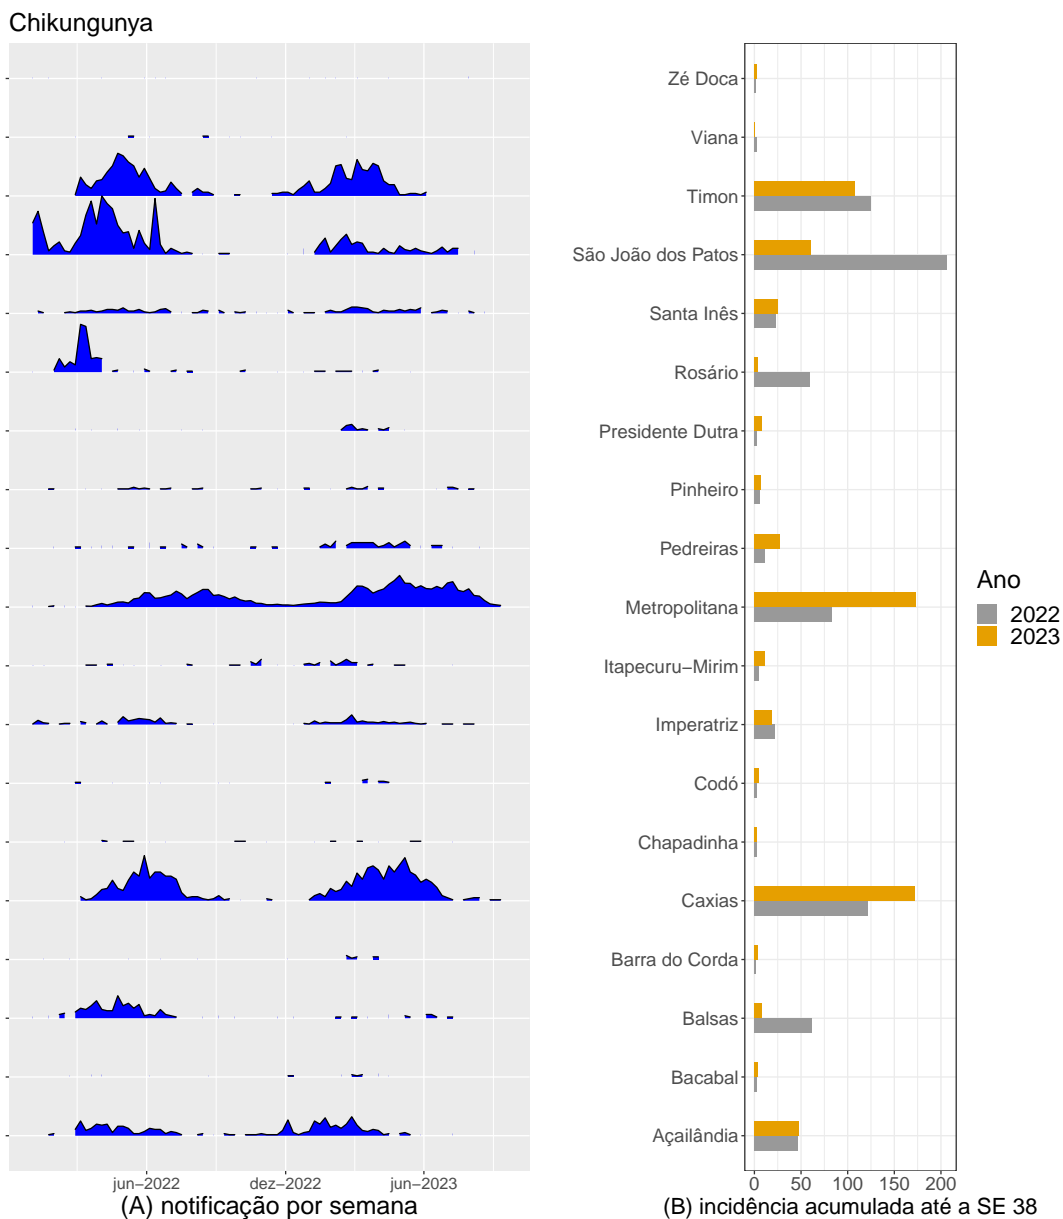 Chikungunya
Zé Doca
Viana
Timon
São João dos Patos
Santa Inês
Rosário
Presidente Dutra
Pinheiro
Pedreiras
Metropolitana
Itapecuru−Mirim
Imperatriz
Codó
Chapadinha
Caxias
Barra do Corda
Balsas
Bacabal
Açailândia
Ano
2022
2023
jun−2022 dez−2022 jun−2023
0 50 100 150 200
(A) notificação por semana
(B) incidência acumulada até a SE 38